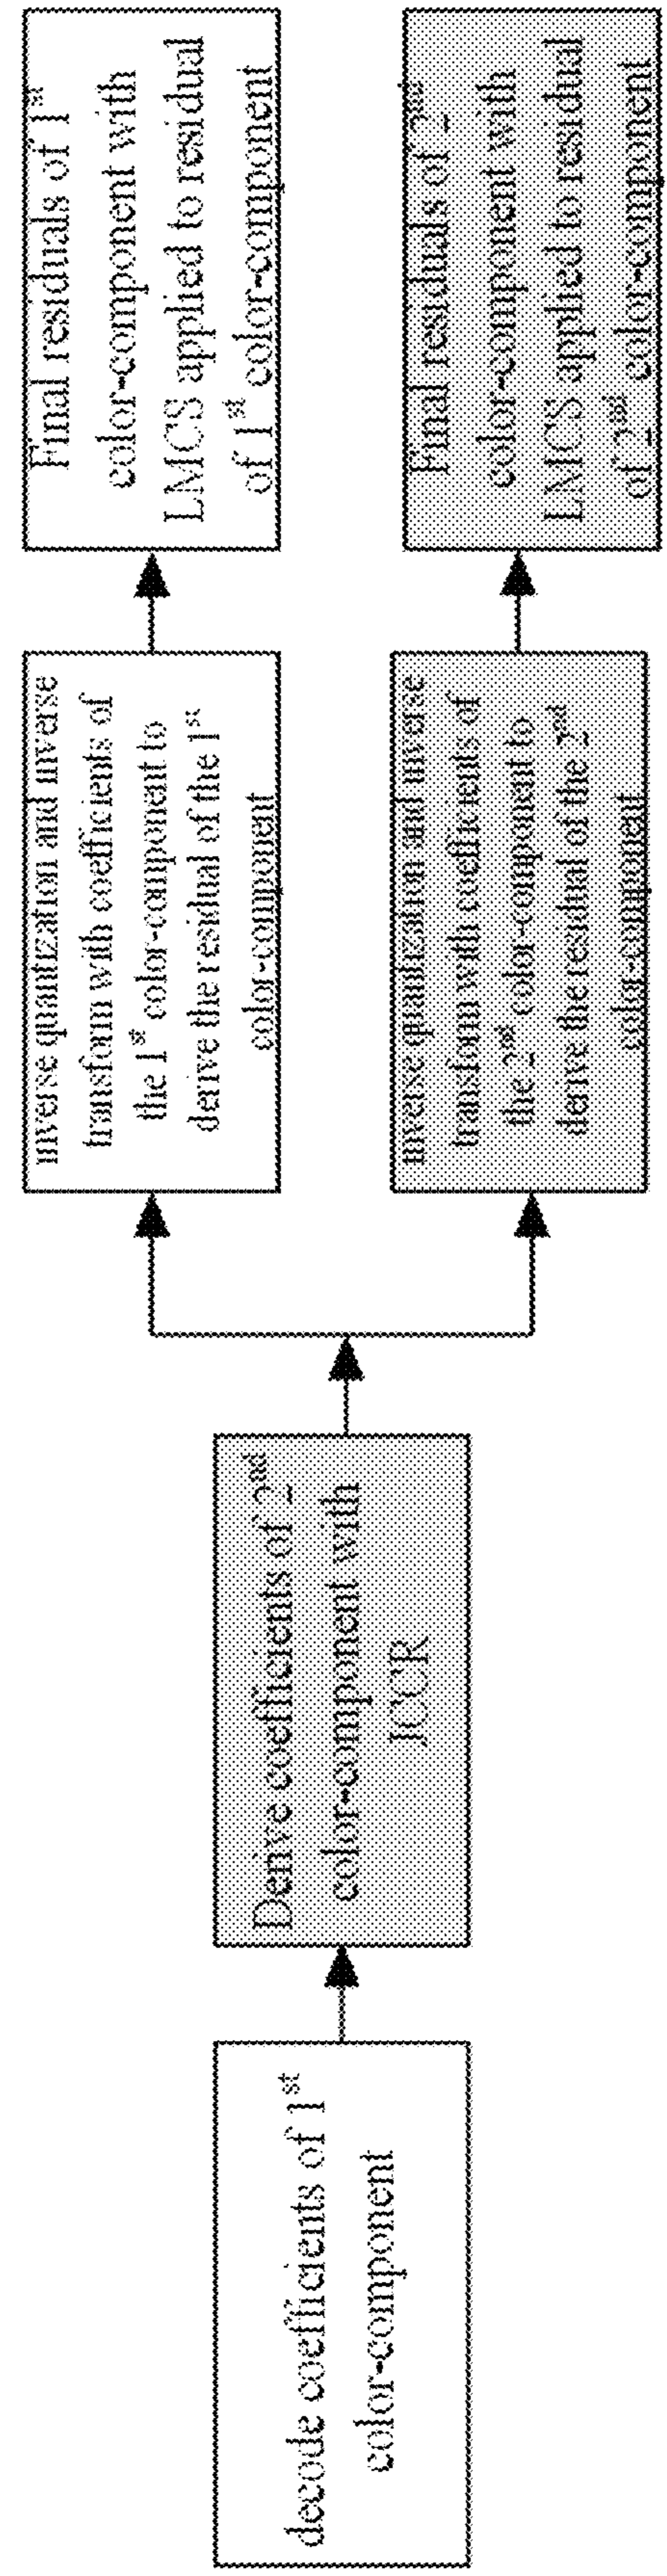 decode coefficients of 1st
color-component
Derive coefficients of 2nd
color-component with
JCCR
inverse quantization and inverse
transform with coefficients of
the 1st color-component to
derive the residual of the 1st
color-component
Final residuals of 1st
color-component with
LMCS applied to residual
of 1st color-component
inverse quantization and inverse
transform with coefficients of
the 2nd color-component to
derive the residual of the 2nd
color-component
Final residuals of 2nd
color-component with
LMCS applied to residual
of 2nd color-component